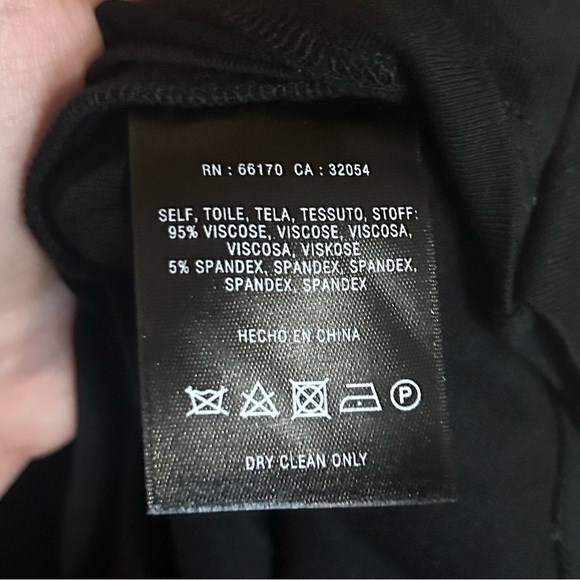 RN : 66170 CA : 32054
SELF, TOILE, TELA, TESSUTO, STOFF:
95% VISCOSE, VISCOSE, VISCOSA,
VISCOSA, VISKOSE
5% SPANDEX, SPANDEX, SPANDEX,
SPANDEX, SPANDEX
HECHO EN CHINA
P
DRY CLEAN ONLY